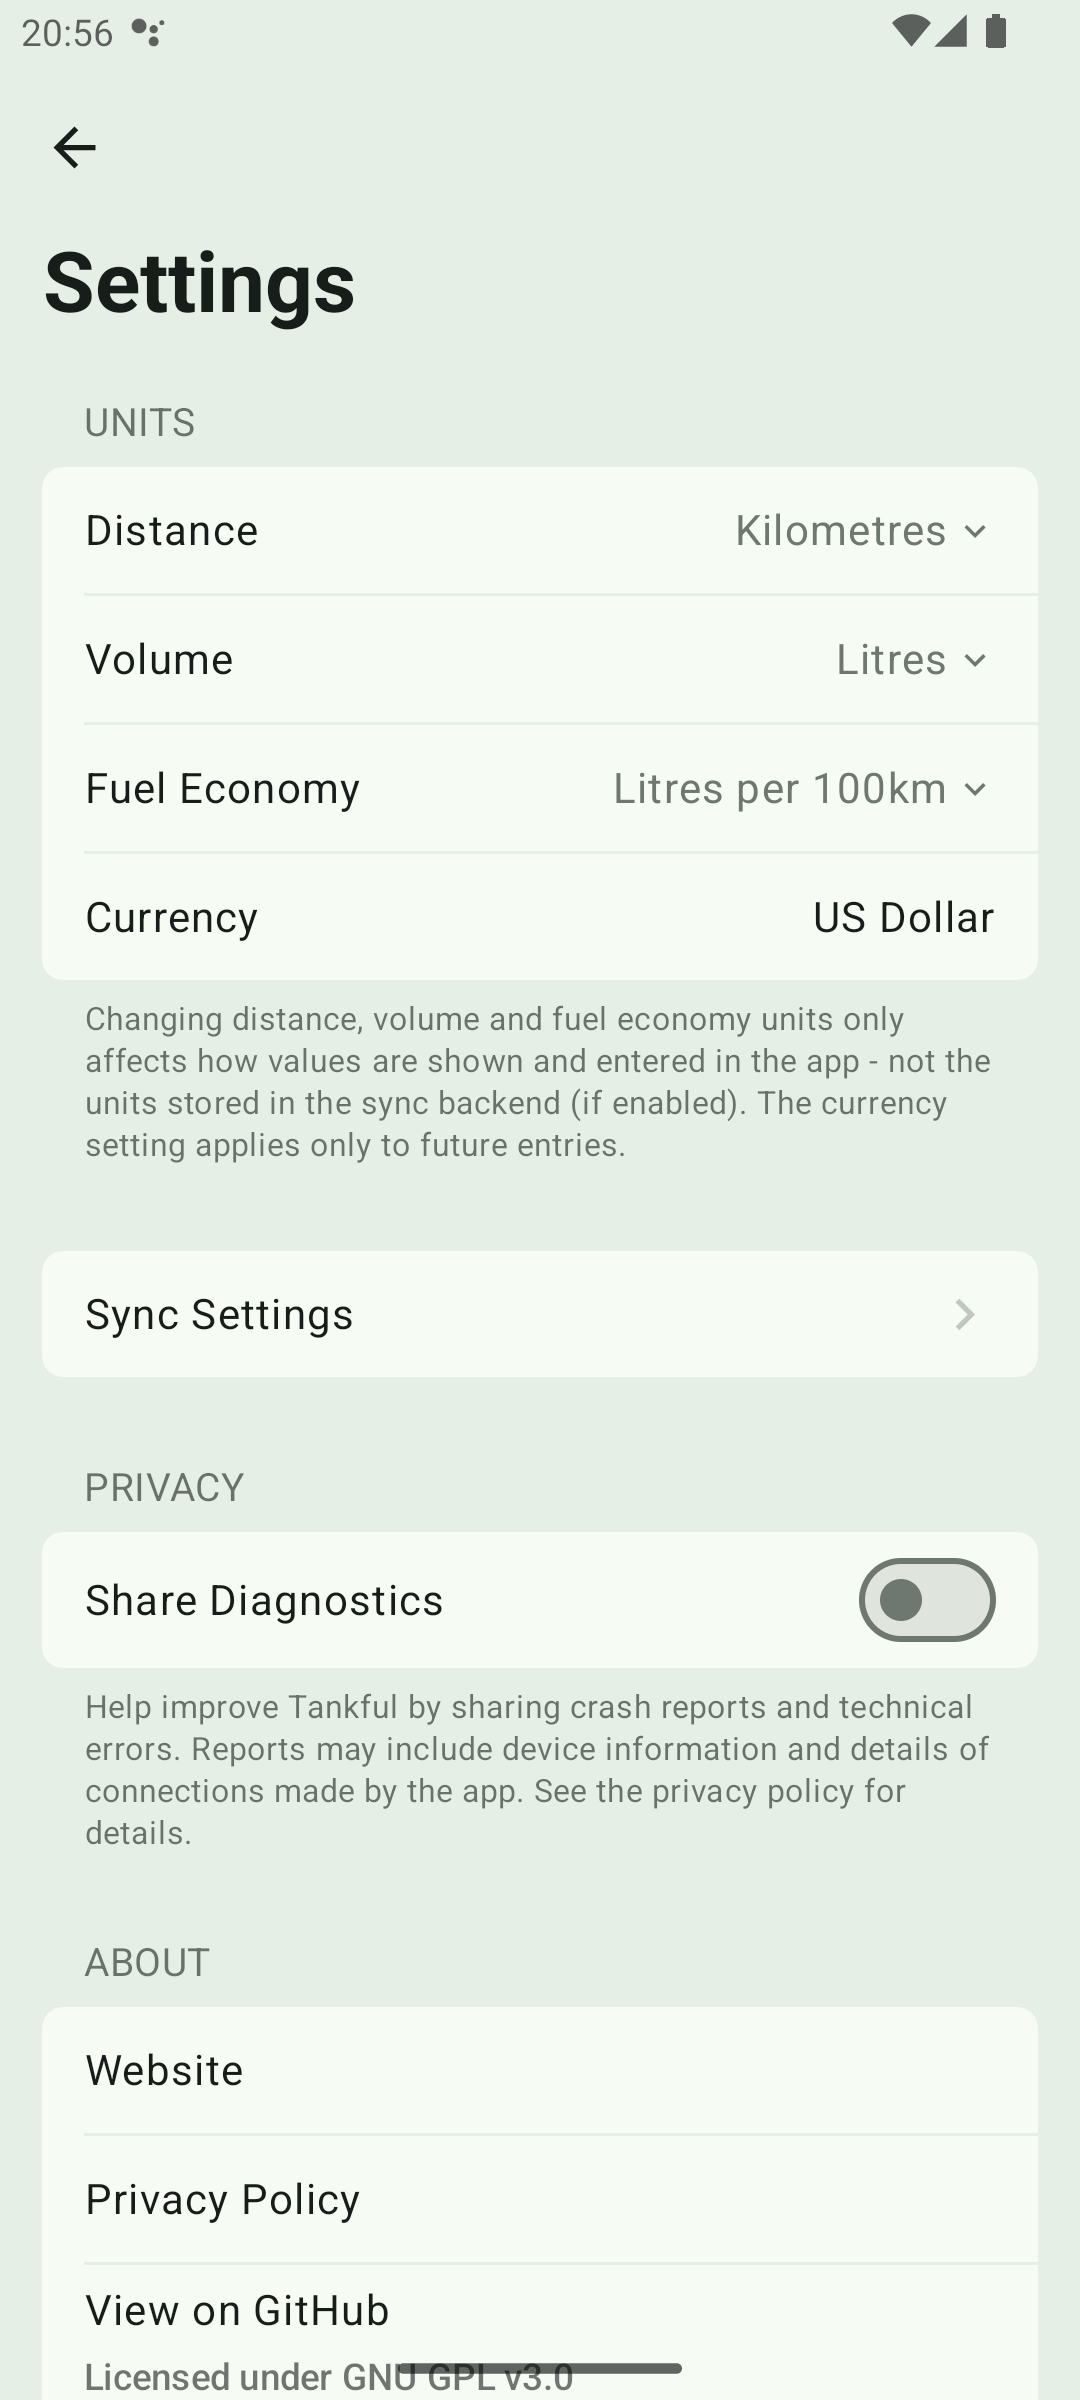 20:56
Settings
UNITS
Distance
Kilometres
Volume
Litres
Fuel Economy
Litres per 100km
Currency
US Dollar
Changing distance, volume and fuel economy units only
affects how values are shown and entered in the app - not the
units stored in the sync backend (if enabled). The currency
setting applies only to future entries.
Sync Settings
PRIVACY
Share Diagnostics
Help improve Tankful by sharing crash reports and technical
errors. Reports may include device information and details of
connections made by the app. See the privacy policy for
details.
ABOUT
Website
Privacy Policy
View on GitHub
Licensed under GNU GPL v3.0